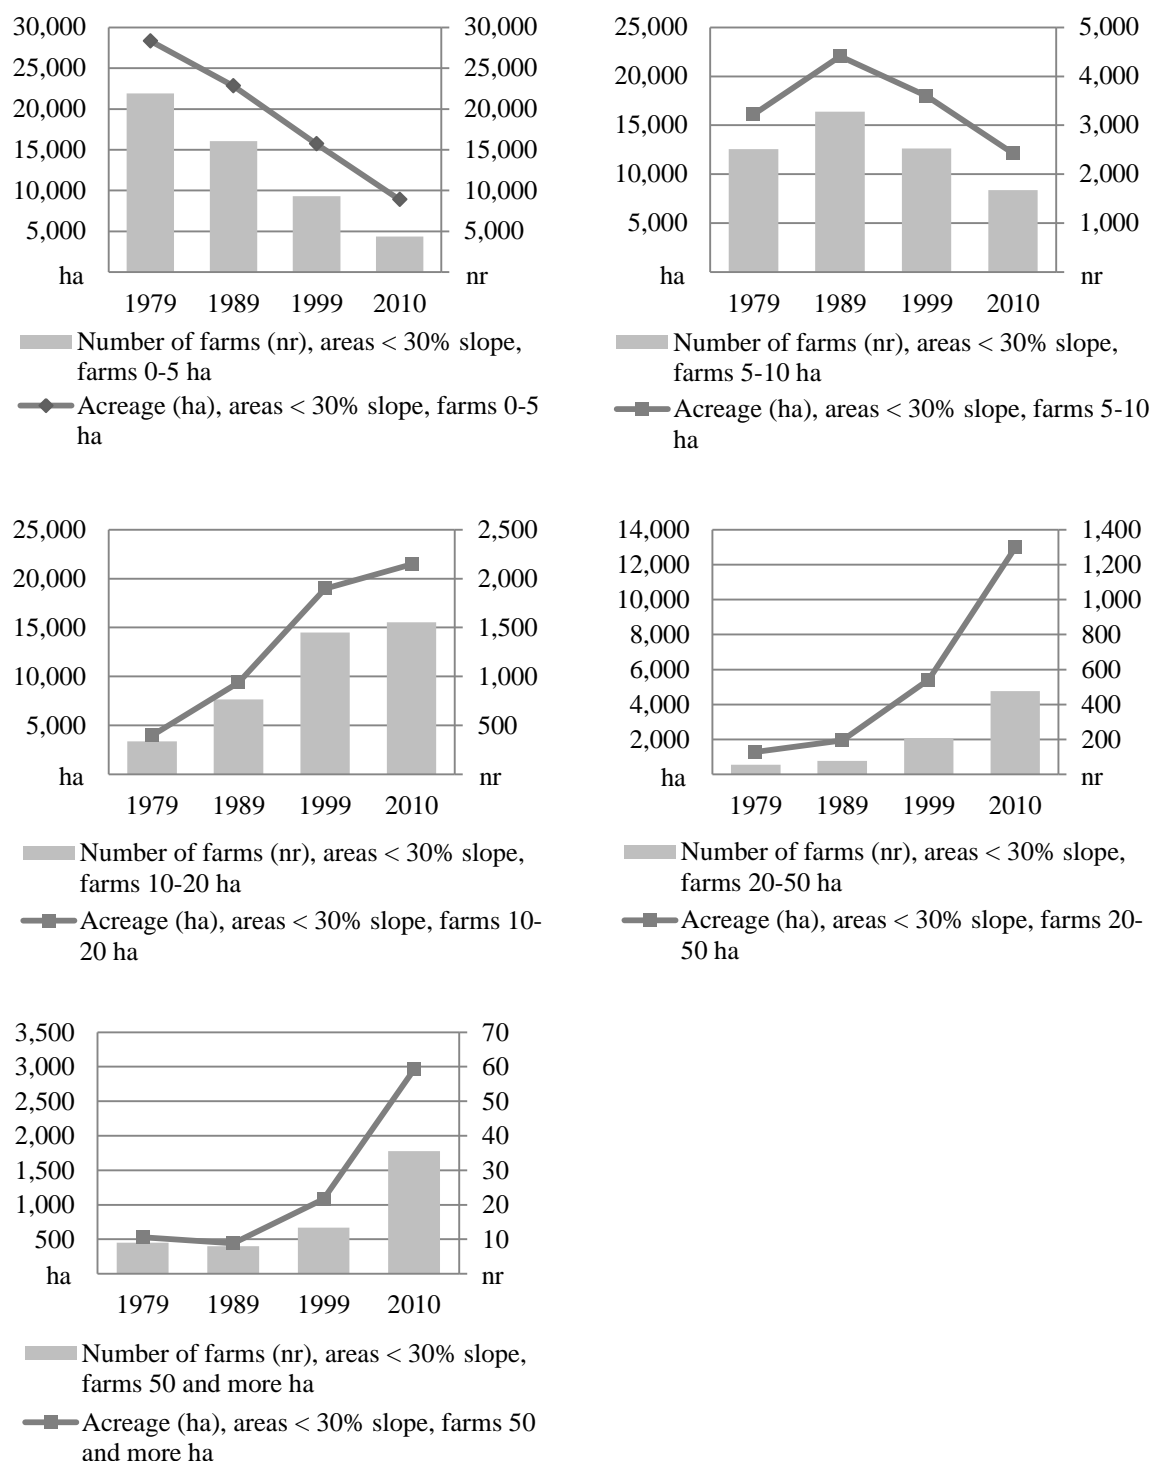 30,000
25,000
20,000
15,000
10,000
5,000
ha
30,000
25,000
20,000
15,000
10,000
5,000
nr
1979 1989 1999 2010
Number of farms (nr), areas < 30% slope,
farms 0-5 ha
Acreage (ha), areas < 30% slope, farms 0-5
ha
25,000
20,000
15,000
10,000
5,000
ha
5,000
4,000
3,000
2,000
1,000
nr
1979 1989 1999 2010
Number of farms (nr), areas < 30% slope,
farms 5-10 ha
Acreage (ha), areas < 30% slope, farms 5-10
ha
25,000
20,000
15,000
10,000
5,000
ha
2,500
2,000
1,500
1,000
500
nr
1979 1989 1999 2010
Number of farms (nr), areas < 30% slope,
farms 10-20 ha
Acreage (ha), areas < 30% slope, farms 10-
20 ha
14,000
12,000
10,000
8,000
6,000
4,000
2,000
ha
1,400
1,200
1,000
800
600
400
200
nr
1979 1989 1999 2010
Number of farms (nr), areas < 30% slope,
farms 20-50 ha
Acreage (ha), areas < 30% slope, farms 20-
50 ha
3,500
3,000
2,500
2,000
1,500
1,000
500
ha
70
60
50
40
30
20
10
nr
1979 1989 1999 2010
Number of farms (nr), areas < 30% slope,
farms 50 and more ha
Acreage (ha), areas < 30% slope, farms 50
and more ha